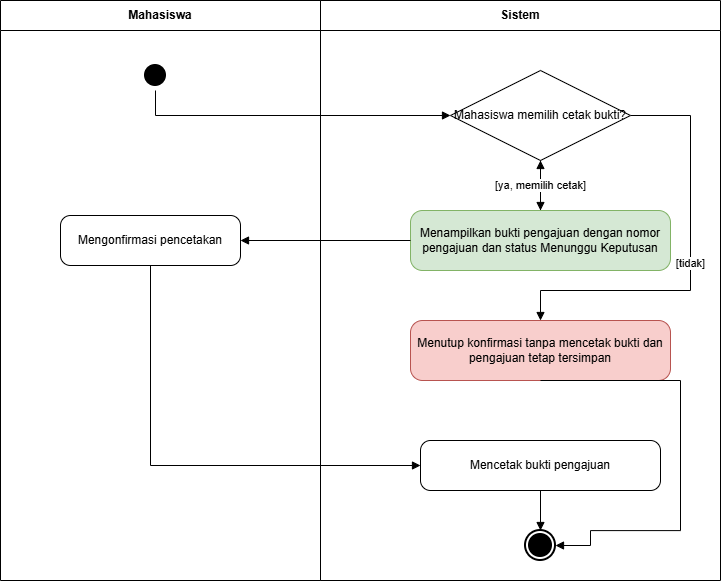 Mahasiswa
Sistem
Mahasiswa memilih cetak bukti?
[ya, memilih cetak]
Menampilkan bukti pengajuan dengan nomor
pengajuan dan status Menunggu Keputusan
Mengonfirmasi pencetakan
[tidak]
Menutup konfirmasi tanpa mencetak bukti dan
pengajuan tetap tersimpan
Mencetak bukti pengajuan